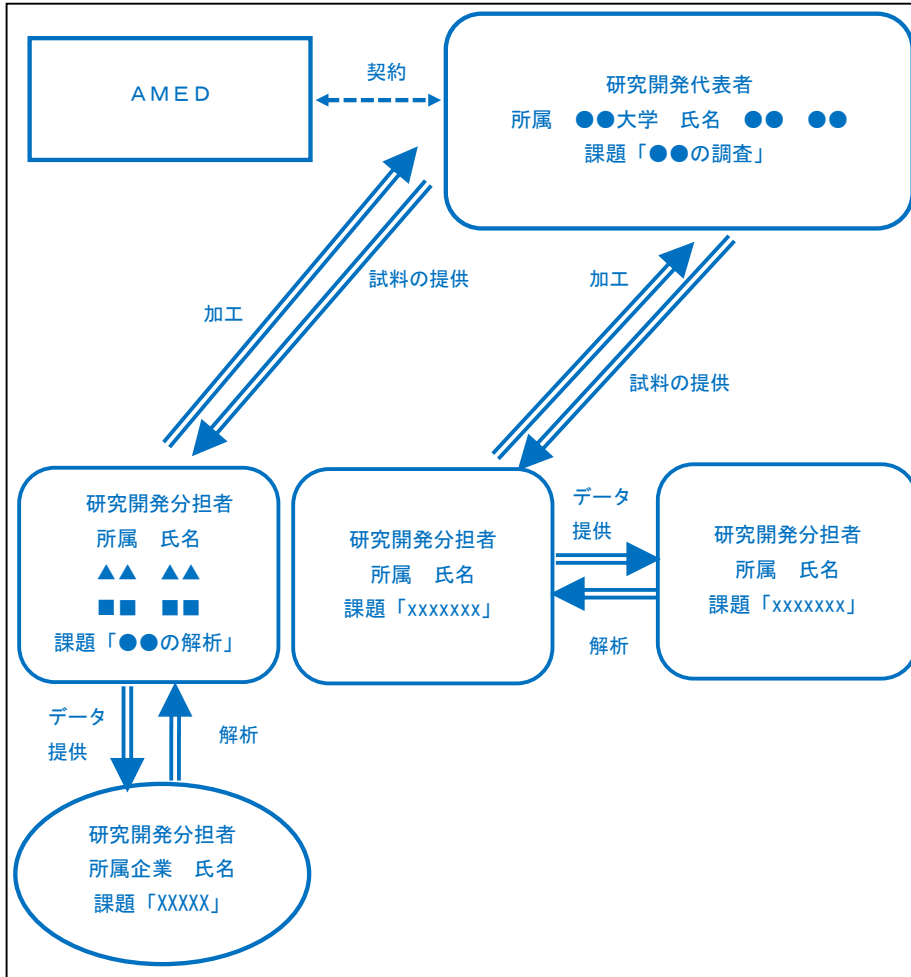 AMED
契約
研究開発代表者
所属　●●大学　氏名　●●　●●
課題「●●の調査」
加工
試料の提供
加工
試料の提供
研究開発分担者
所属　氏名
▲▲　▲▲
■■　■■
課題「●●の解析」
研究開発分担者
所属　氏名
課題「xxxxxxx」
データ
提供
解析
研究開発分担者
所属　氏名
課題「xxxxxxx」
データ
提供
解析
研究開発分担者
所属企業　氏名
課題「XXXXX」